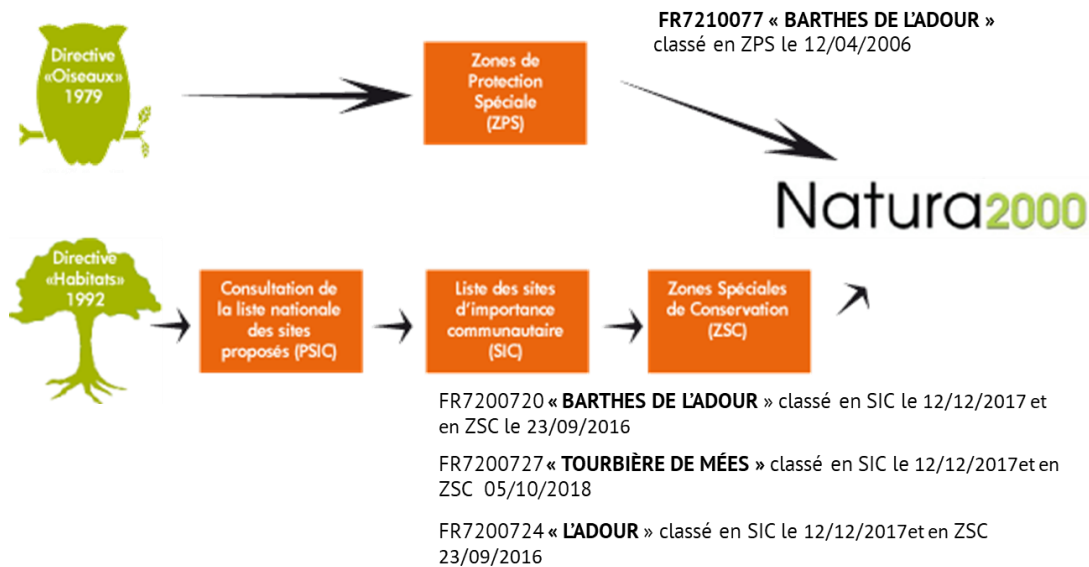 FR7210077 « BARTHES DE L'ADOUR »
classé en ZPS le 12/04/2006
Directive
«Oiseaux»
1979
Zones de
Protection
Spéciale
(ZPS)
Natura2000
Directive
«Habitats»
1992
Consultation de
la liste nationale
des sites
proposés (PSIC)
Liste des sites
d'importance
communautaire
(SIC)
Zones Spéciales
de Conservation
(ZSC)
FR7200720 « BARTHES DE L'ADOUR » classé en SIC le 12/12/2017 et
en ZSC le 23/09/2016
FR7200727 « TOURBIÈRE DE MÉES » classé en SIC le 12/12/2017et en
ZSC 05/10/2018
FR7200724 « L'ADOUR » classé en SIC le 12/12/2017et en ZSC
23/09/2016